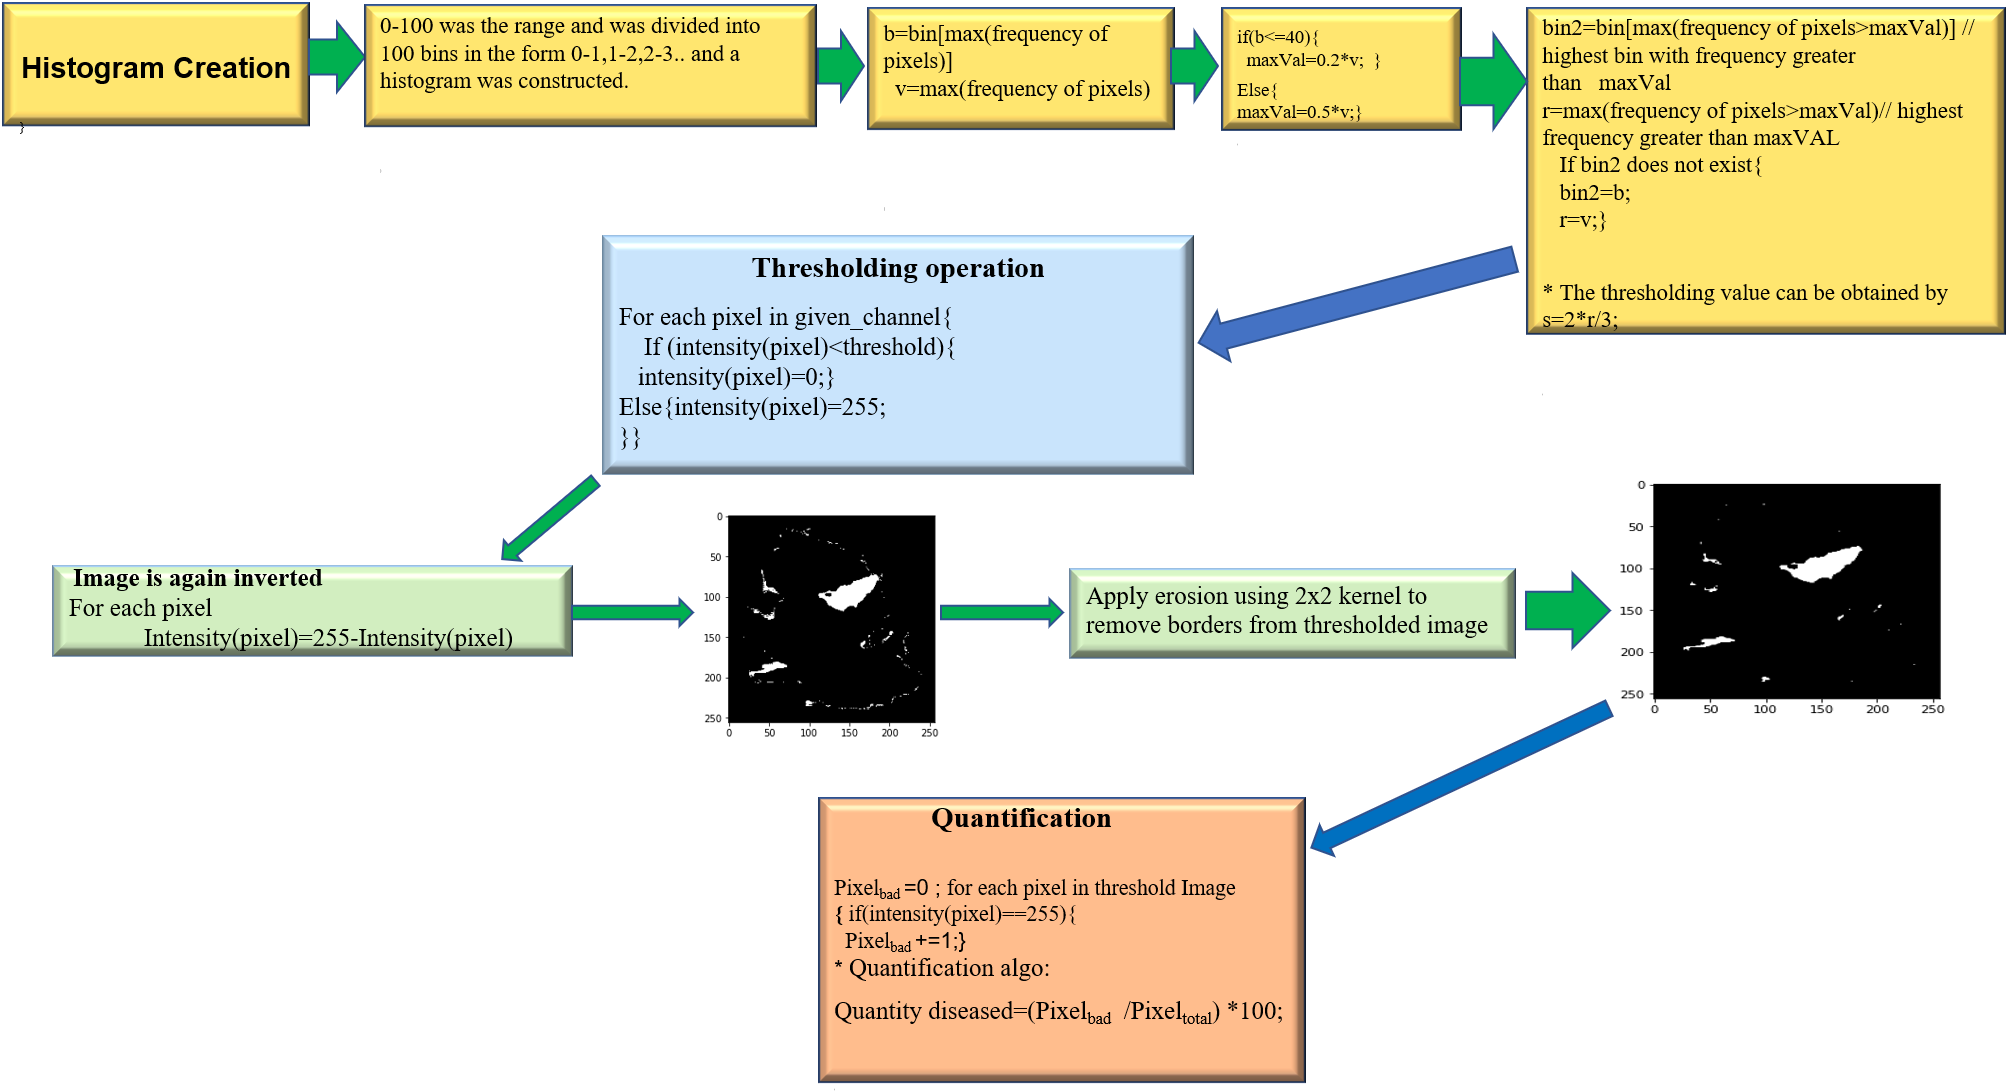 Histogram Creation
}
0-100 was the range and was divided into
100 bins in the form 0-1,1-2,2-3.. and a
histogram was constructed.
b=bin[max(frequency of
pixels)]
v=max(frequency of pixels)
if(b<=40){
maxVal=0.2*v; }
Else{
maxVal=0.5*v;}
bin2=bin[max(frequency of pixels>maxVal)] //
highest bin with frequency greater
than maxVal
r=max(frequency of pixels>maxVal)// highest
frequency greater than maxVAL
If bin2 does not exist{
bin2=b;
r=v;}
* The thresholding value can be obtained by
s=2*r/3;
Thresholding operation
For each pixel in given_channel{
If (intensity(pixel)<threshold){
intensity(pixel)=0;}
Else{intensity(pixel)=255;
}}
Image is again inverted
For each pixel
Intensity(pixel)=255-Intensity(pixel)
0
50
100
150
200
250
0 50 100 150 200 250
Apply erosion using 2x2 kernel to
remove borders from thresholded image
0
50
100
150
200
250
0 50 100 150 200 250
Quantification
Pixelbad =0 ; for each pixel in threshold Image
{ if(intensity(pixel)==255){
Pixelbad +=1;}
* Quantification algo:
Quantity diseased=(Pixelbad /Pixeltotal) *100;